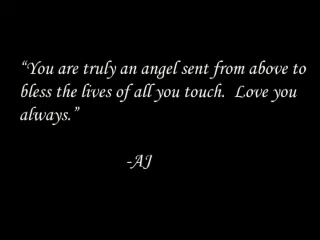 “You are truly an angel sent from above to
bless the lives of all you touch.  Love you
always.”
-AJ